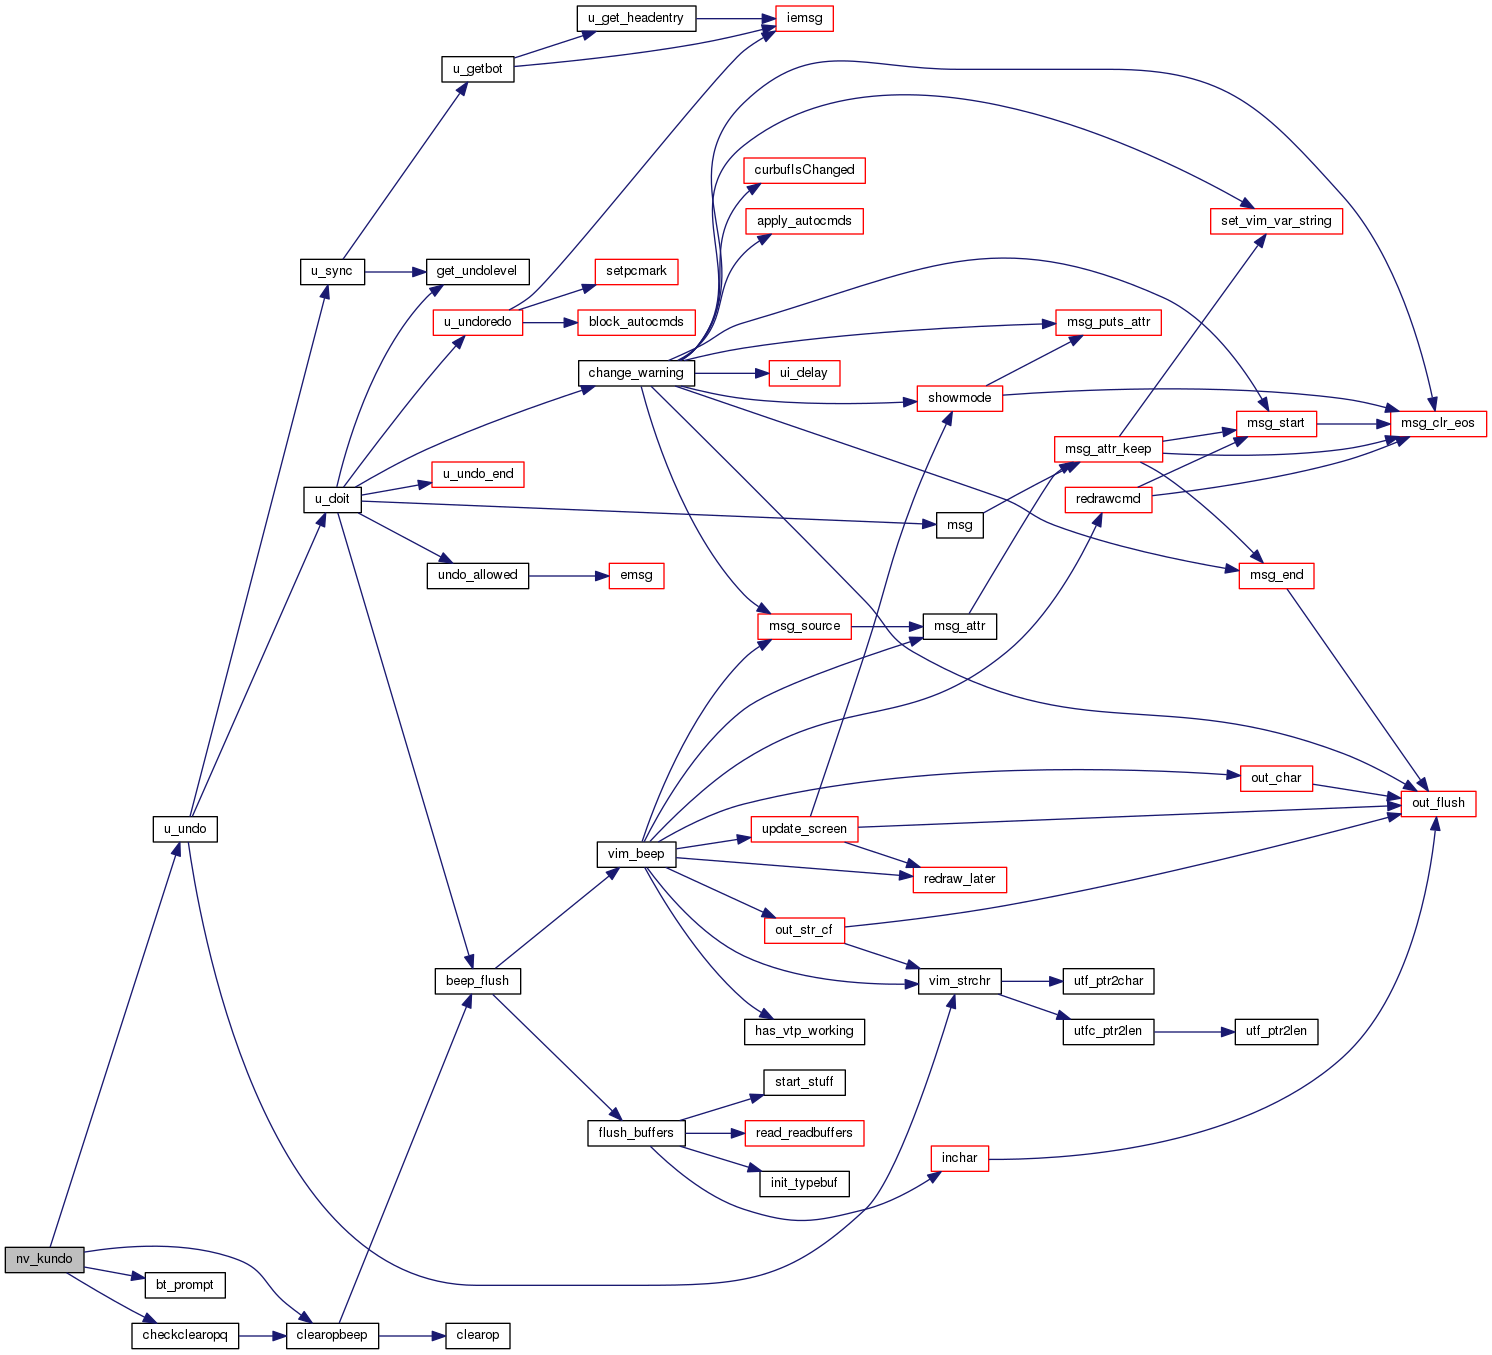 u_get_headentry
iemsg
u_getbot
curbufIsChanged
apply_autocmds
set_vim_var_string
u_sync
get_undolevel
setpcmark
u_undoredo
block_autocmds
msg_puts_attr
change_warning
ui_delay
showmode
msg_start
msg_clr_eos
msg_attr_keep
u_undo_end
u_doit
redrawcmd
msg
undo_allowed
emsg
msg_end
msg_source
msg_attr
out_char
out_flush
u_undo
update_screen
vim_beep
redraw_later
out_str_cf
beep_flush
vim_strchr
utf_ptr2char
has_vtp_working
utfc_ptr2len
utf_ptr2len
start_stuff
flush_buffers
read_readbuffers
inchar
init_typebuf
nv_kundo
bt_prompt
checkclearopq
clearopbeep
clearop